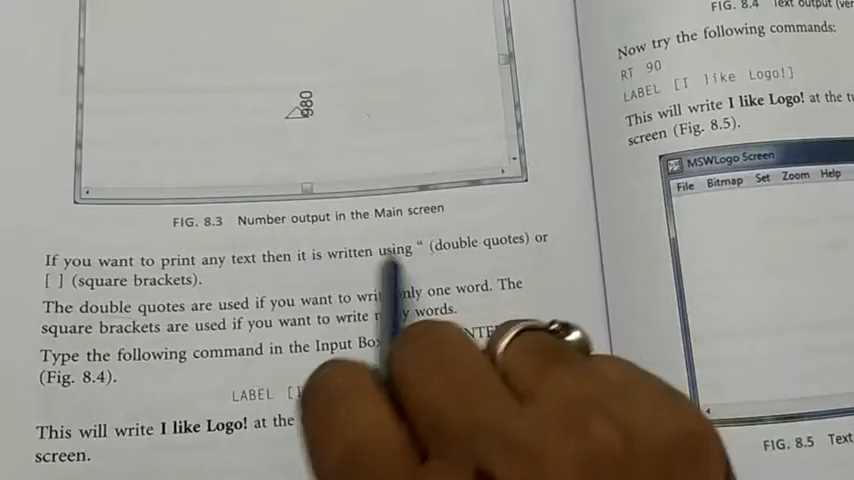 980
FIG. 8.3 Number output in the Main screen
If you want to print any text then it is written using “ (double quotes) or
[ ] (square brackets).
The double quotes are used if you want to only one word. The
square brackets are used if you want to write words.
Type the following command in the Input
(Fig. 8.4).
LABEL
This will write I like Logo! at the
screen.
FIG. 8.4 Text output
Now try the following commands:
RT 90
LABEL [I like Logo!]
This will write I like Logo! at the
screen (Fig. 8.5).
MSWLogo Screen
File Bitmap Set Zoom Help
FIG. 8.5 Text